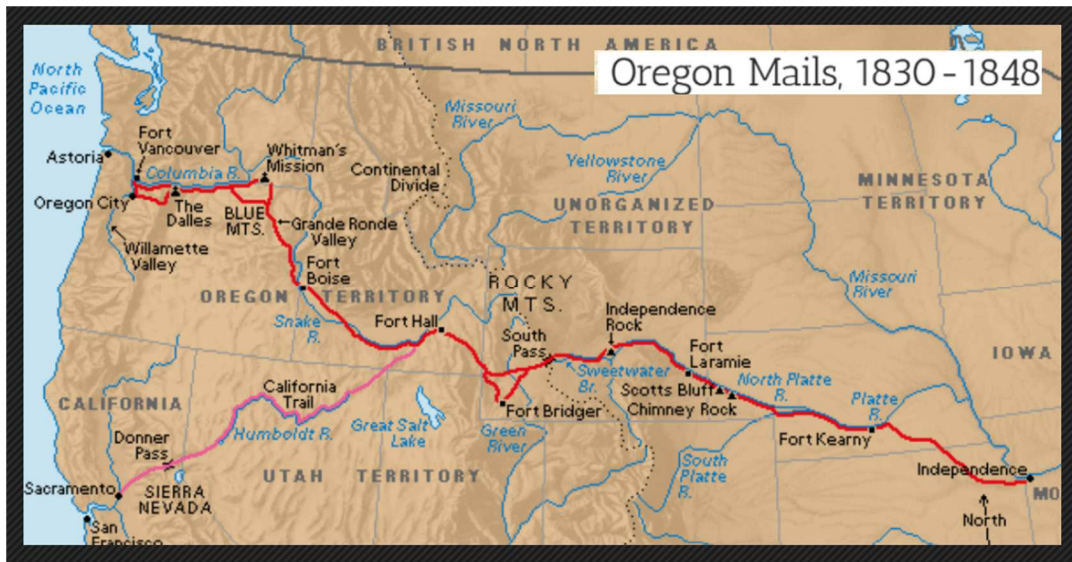 BRITISH NORTH AMERICA
Oregon Mails, 1830-1848
North
Pacific
Ocean
Missouri
River
Fort
Vancouver
Astoria
Whitman's
Mission
Columbia R.
Continental
Divide
Yellowstone
River
MINNESOTA
TERRITORY
Oregon City
The
Dalles
BLUE
MTS.
Grande Ronde
Valley
UNORGANIZED
TERRITORY
Willamette
Valley
Fort
Boise
Missouri
River
OREGON TERRITORY
ROCKY
MTS.
Independence
Rock
Snake
R.
Fort Hall
South
Pass
Fort
Laramie
IOWA
Sweetwater
Br.
Scotts Bluff
North Platte
R.
Chimney Rock
California
Trail
CALIFORNIA
Fort Bridger
Platte
R.
Great Salt
Lake
Green
River
Humboldt R.
Fort Kearny
Donner
Pass
South
Platte
R.
UTAH TERRITORY
Independence
Sacramento
SIERRA
NEVADA
MO
North
San
Francisco